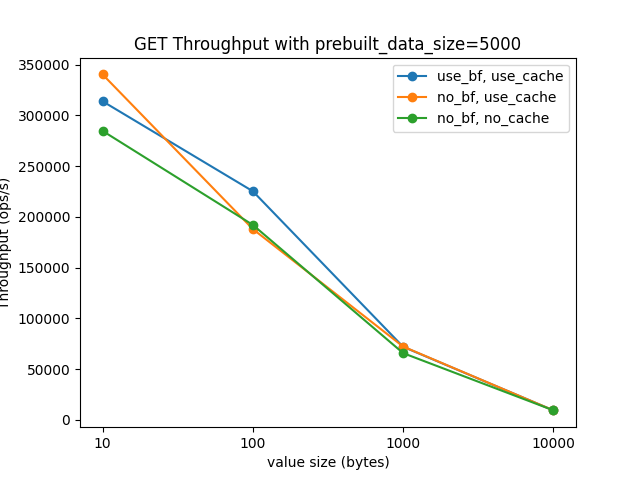 GET Throughput with prebuilt_data_size=5000
350000
300000
250000
200000
150000
100000
50000
0
Throughput (ops/s)
use_bf, use_cache
no_bf, use_cache
no_bf, no_cache
10
100
1000
10000
value size (bytes)